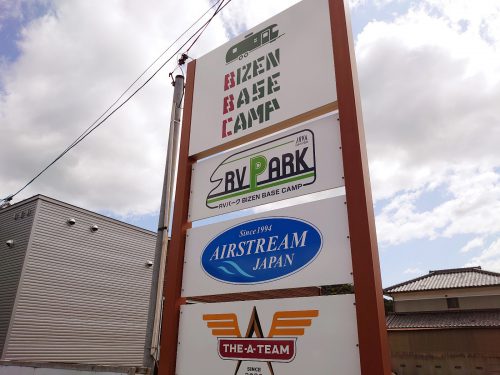 BIZEN
BASE
CAMP
RV PARK
RVパーク BIZEN BASE CAMP
Since 1994
AIRSTREAM
JAPAN
THE-A-TEAM
SINCE